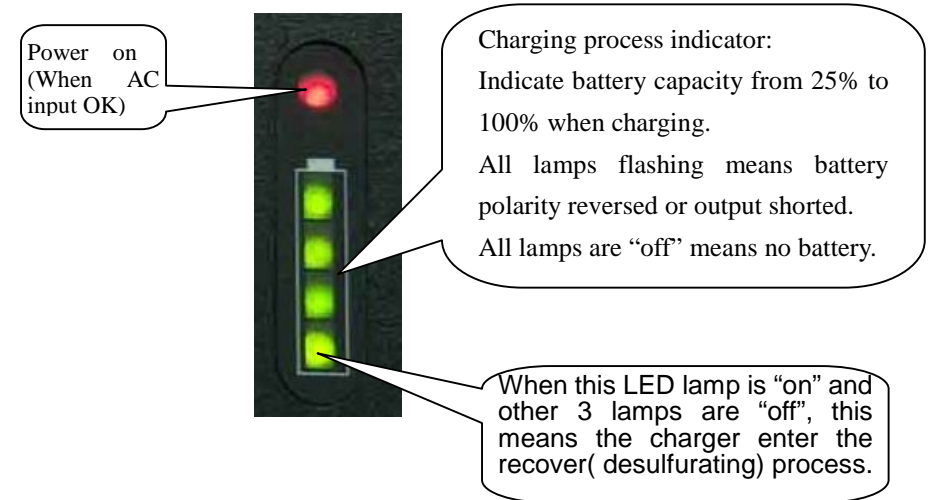 Power on
(When AC
input OK)
Charging process indicator:
Indicate battery capacity from 25% to
100% when charging.
All lamps flashing means battery
polarity reversed or output shorted.
All lamps are “off” means no battery.
When this LED lamp is “on” and
other 3 lamps are “off”, this
means the charger enter the
recover( desulfurating) process.